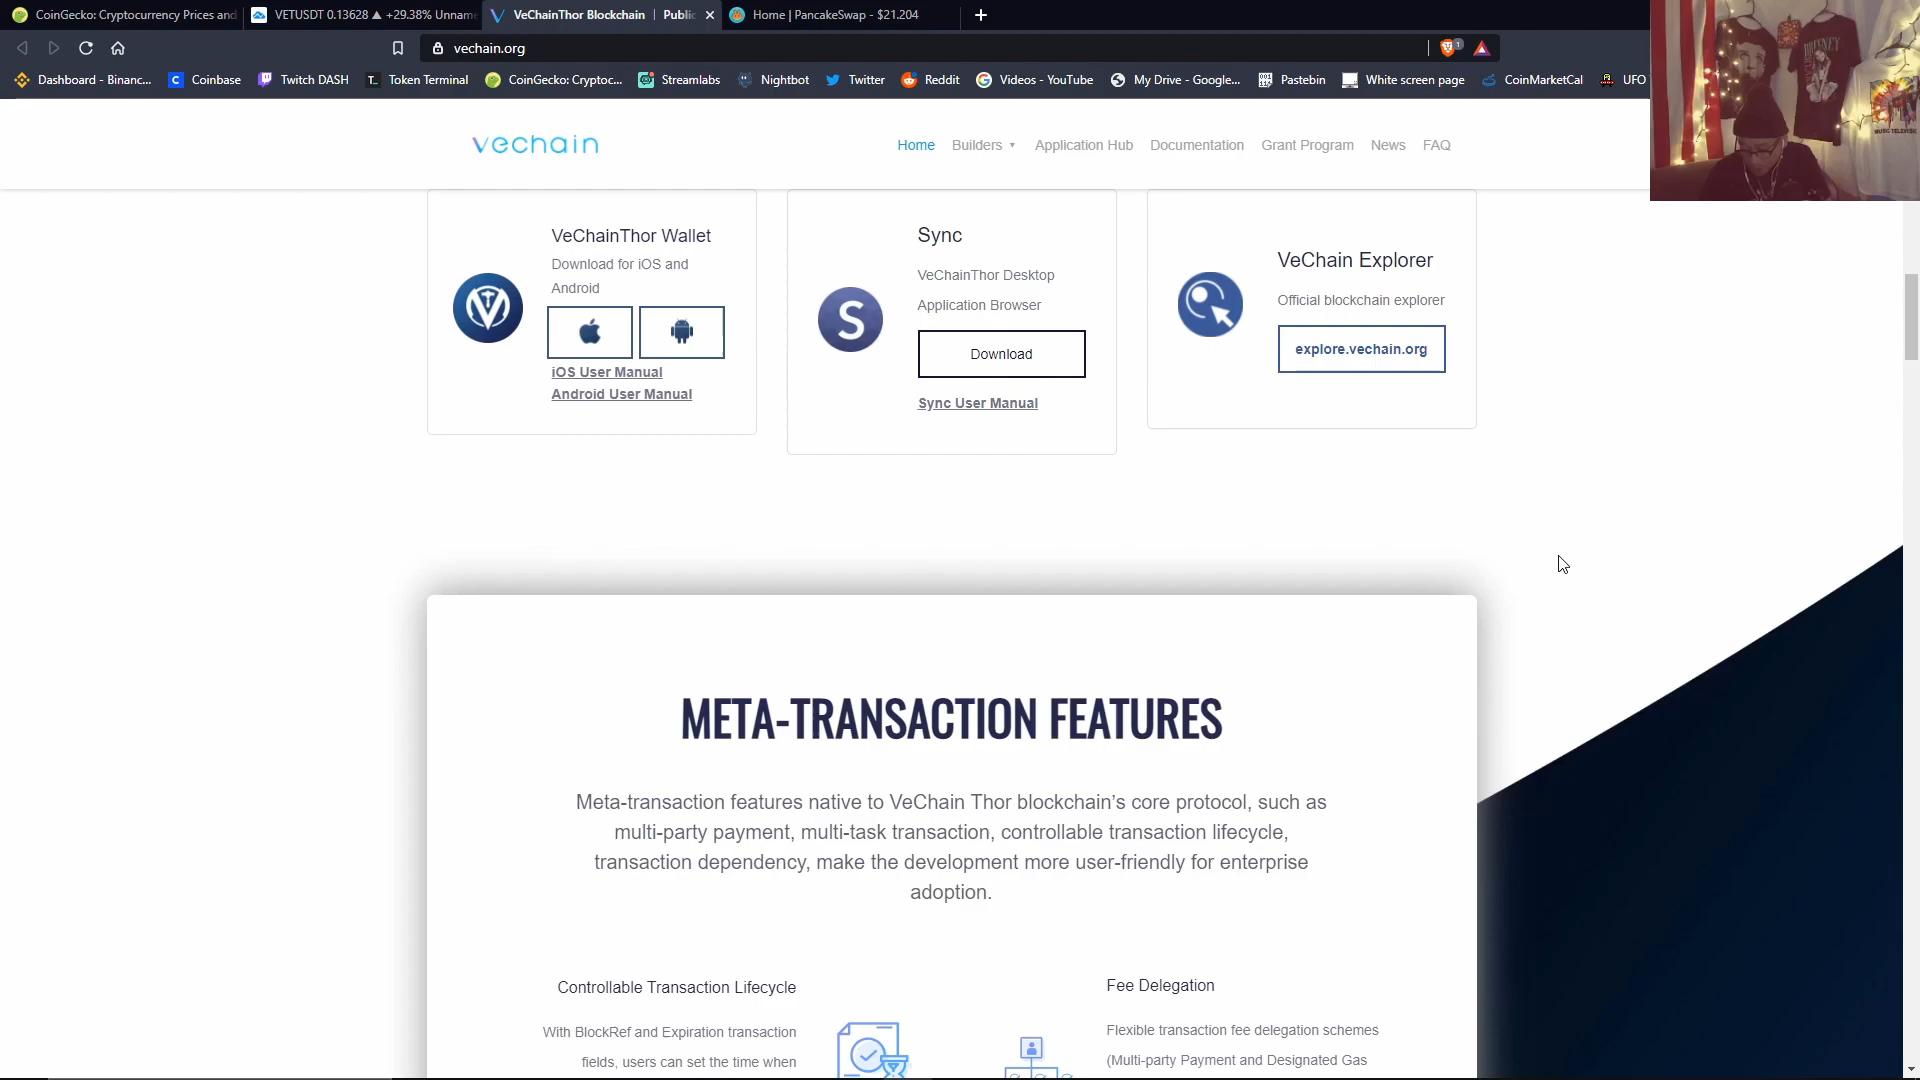 CoinGecko: Cryptocurrency Prices and
VETUSDT 0.13628 ▲ +29.38% Unnam
VeChainThor Blockchain | Public
Home | PancakeSwap - $21.204
vechain.org
1
Dashboard - Binanc...
Coinbase
Twitch DASH
Token Terminal
CoinGecko: Cryptoc...
Streamlabs
Nightbot
Twitter
Reddit
Videos - YouTube
My Drive - Google...
Pastebin
White screen page
CoinMarketCal
UFO
vechain
Home
Builders
Application Hub
Documentation
Grant Program
News
FAQ
VeChainThor Wallet
Download for iOS and
Android
iOS User Manual
Android User Manual
S
Sync
VeChainThor Desktop
Application Browser
Download
Sync User Manual
VeChain Explorer
Official blockchain explorer
explore.vechain.org
META-TRANSACTION FEATURES
Meta-transaction features native to VeChain Thor blockchain’s core protocol, such as
multi-party payment, multi-task transaction, controllable transaction lifecycle,
transaction dependency, make the development more user-friendly for enterprise
adoption.
Controllable Transaction Lifecycle
With BlockRef and Expiration transaction
fields, users can set the time when
Fee Delegation
Flexible transaction fee delegation schemes
(Multi-party Payment and Designated Gas